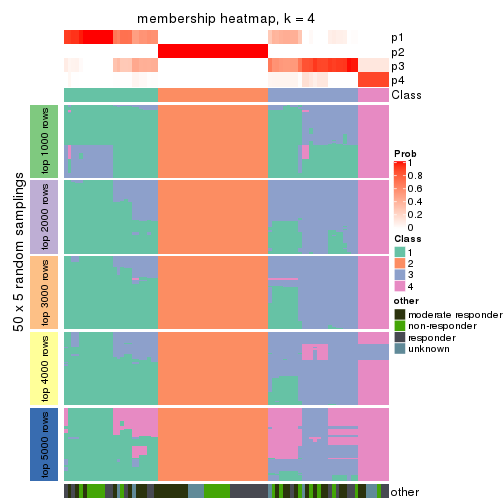 membership heatmap, k = 4
p1
p2
p3
p4
Class
50 x 5 random samplings
top 1000 rows
top 2000 rows
top 3000 rows
top 4000 rows
top 5000 rows
other
Prob
1
0.8
0.6
0.4
0.2
0
Class
1
2
3
4
other
moderate responder
non-responder
responder
unknown